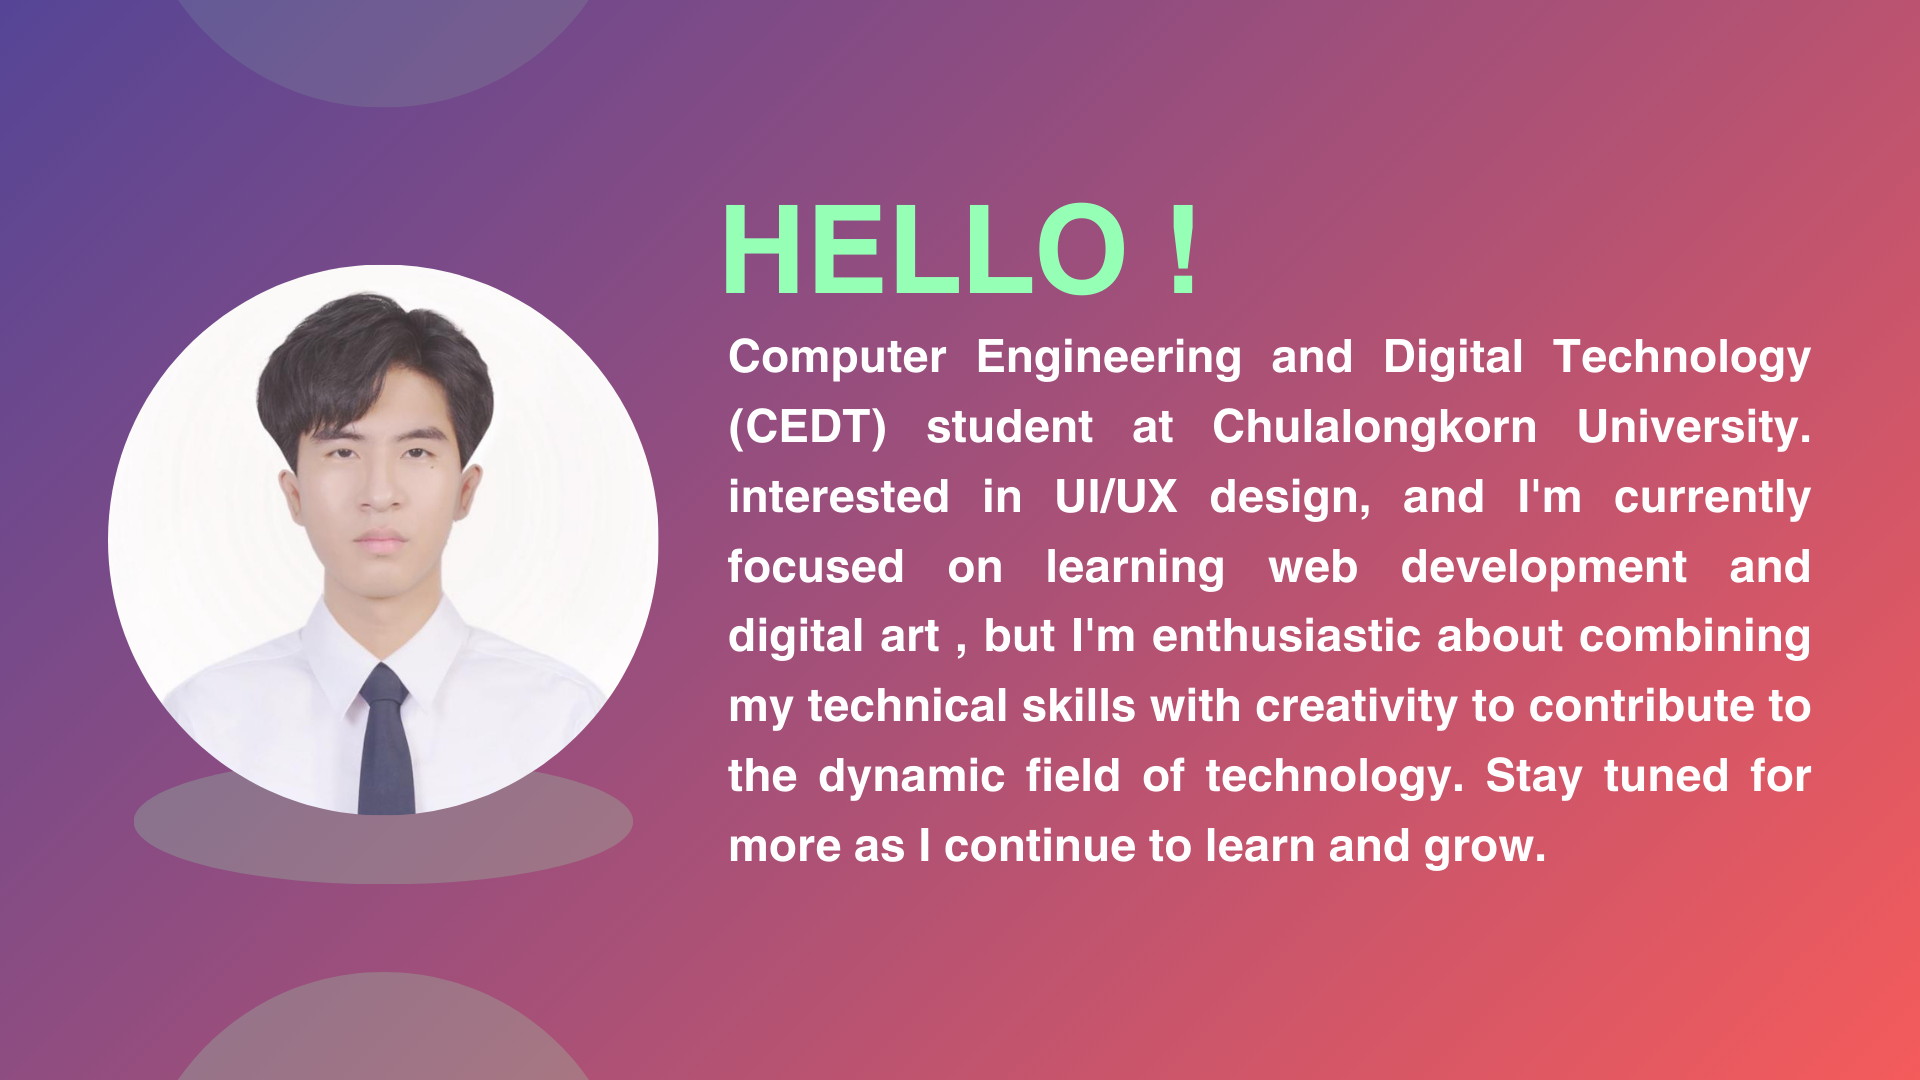 HELLO !
Computer Engineering and Digital Technology
(CEDT) student at Chulalongkorn University.
interested in UI/UX design, and I'm currently
focused on learning web development and
digital art , but I'm enthusiastic about combining
my technical skills with creativity to contribute to
the dynamic field of technology. Stay tuned for
more as I continue to learn and grow.